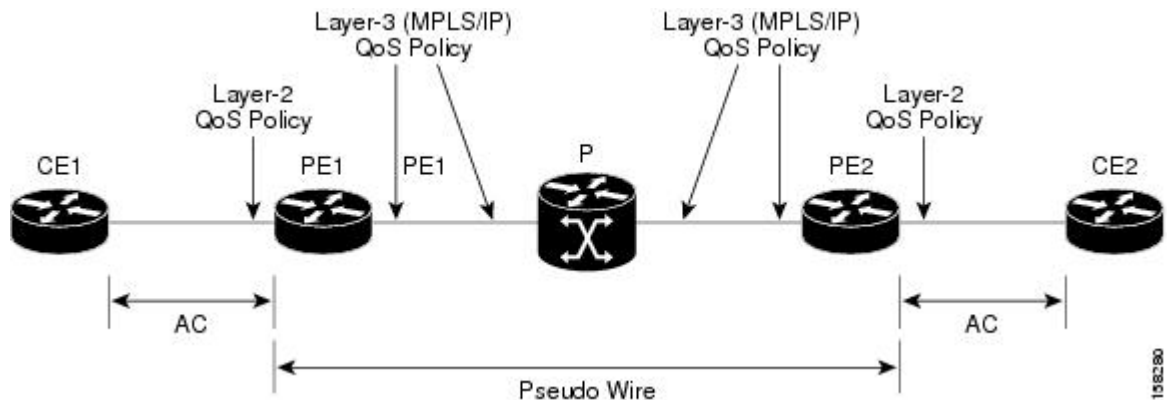 Layer-3 (MPLS/IP)
QoS Policy
Layer-3 (MPLS/IP)
QoS Policy
Layer-2
QoS Policy
Layer-2
QoS Policy
CE1
PE1
PE1
P
PE2
CE2
AC
AC
Pseudo Wire
158280